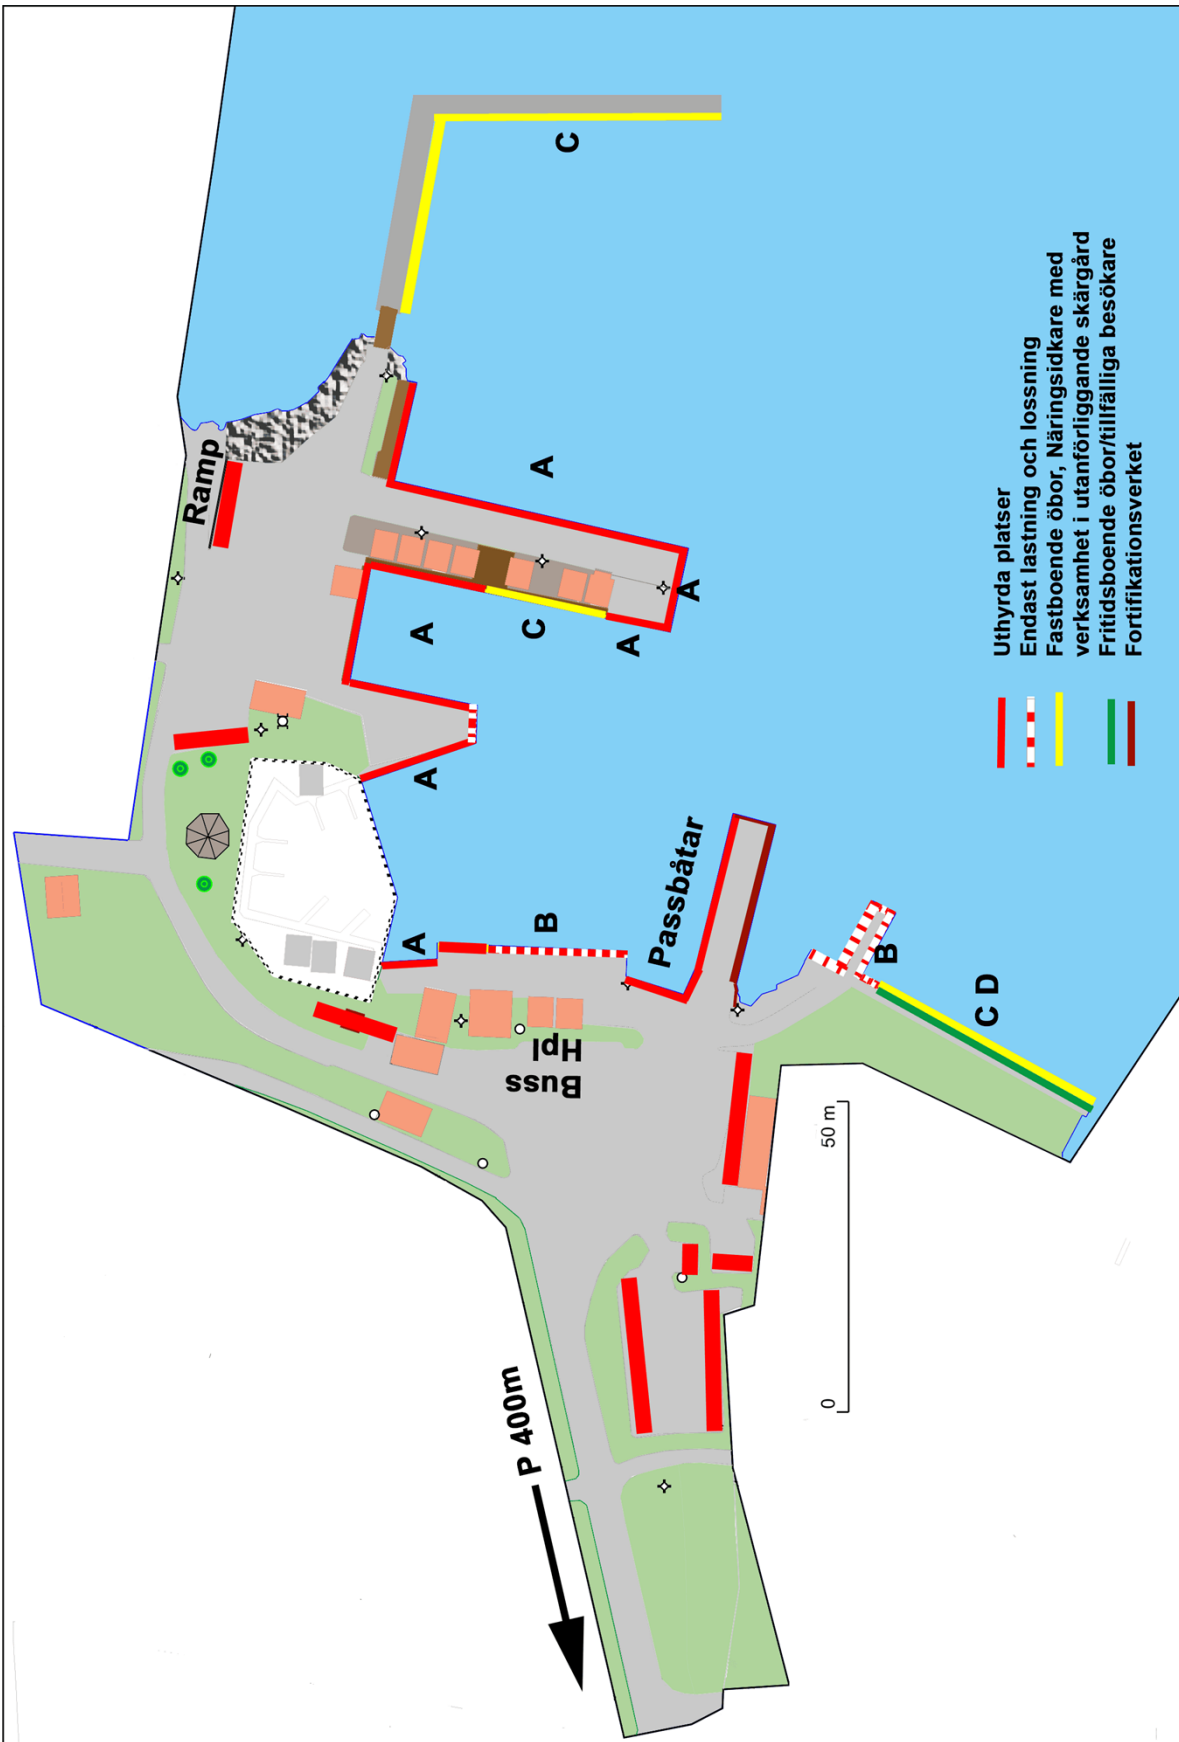 C
Ramp
A
A
A
C
A
A
A
B
Passbåtar
B
C D
Buss
Hpl
P 400m
0
50 m
Uthyrda platser
Endast lastning och lossning
Fastboende öbor, Näringsidkare med
verksamhet i utanförliggande skärgård
Fritidsboende öbor/tillfälliga besökare
Fortifikationsverket